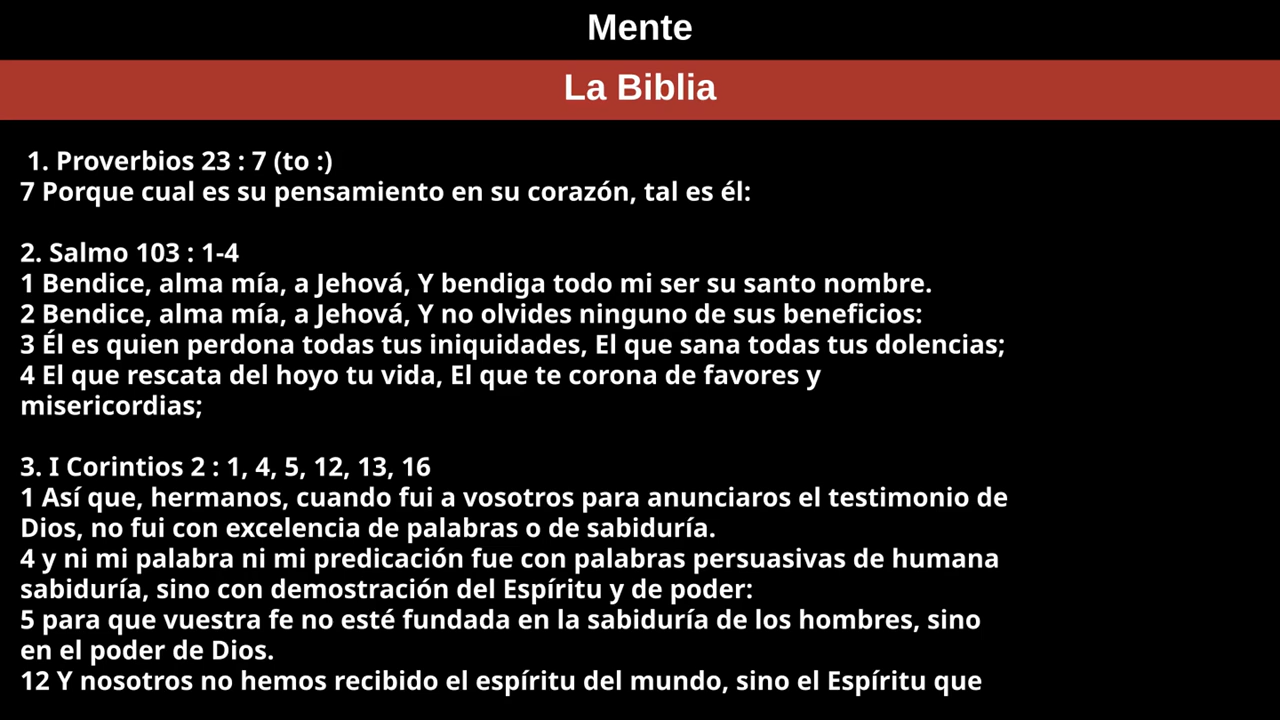 Mente
La Biblia
1. Proverbios 23 : 7 (to :)
7 Porque cual es su pensamiento en su corazón, tal es él:
2. Salmo 103 : 1-4
1 Bendice, alma mía, a Jehová, Y bendiga todo mi ser su santo nombre.
2 Bendice, alma mía, a Jehová, Y no olvides ninguno de sus beneficios:
3 Él es quien perdona todas tus iniquidades, El que sana todas tus dolencias;
4 El que rescata del hoyo tu vida, El que te corona de favores y
misericordias;
3. I Corintios 2 : 1, 4, 5, 12, 13, 16
1 Así que, hermanos, cuando fui a vosotros para anunciaros el testimonio de
Dios, no fui con excelencia de palabras o de sabiduría.
4 y ni mi palabra ni mi predicación fue con palabras persuasivas de humana
sabiduría, sino con demostración del Espíritu y de poder:
5 para que vuestra fe no esté fundada en la sabiduría de los hombres, sino
en el poder de Dios.
12 Y nosotros no hemos recibido el espíritu del mundo, sino el Espíritu que